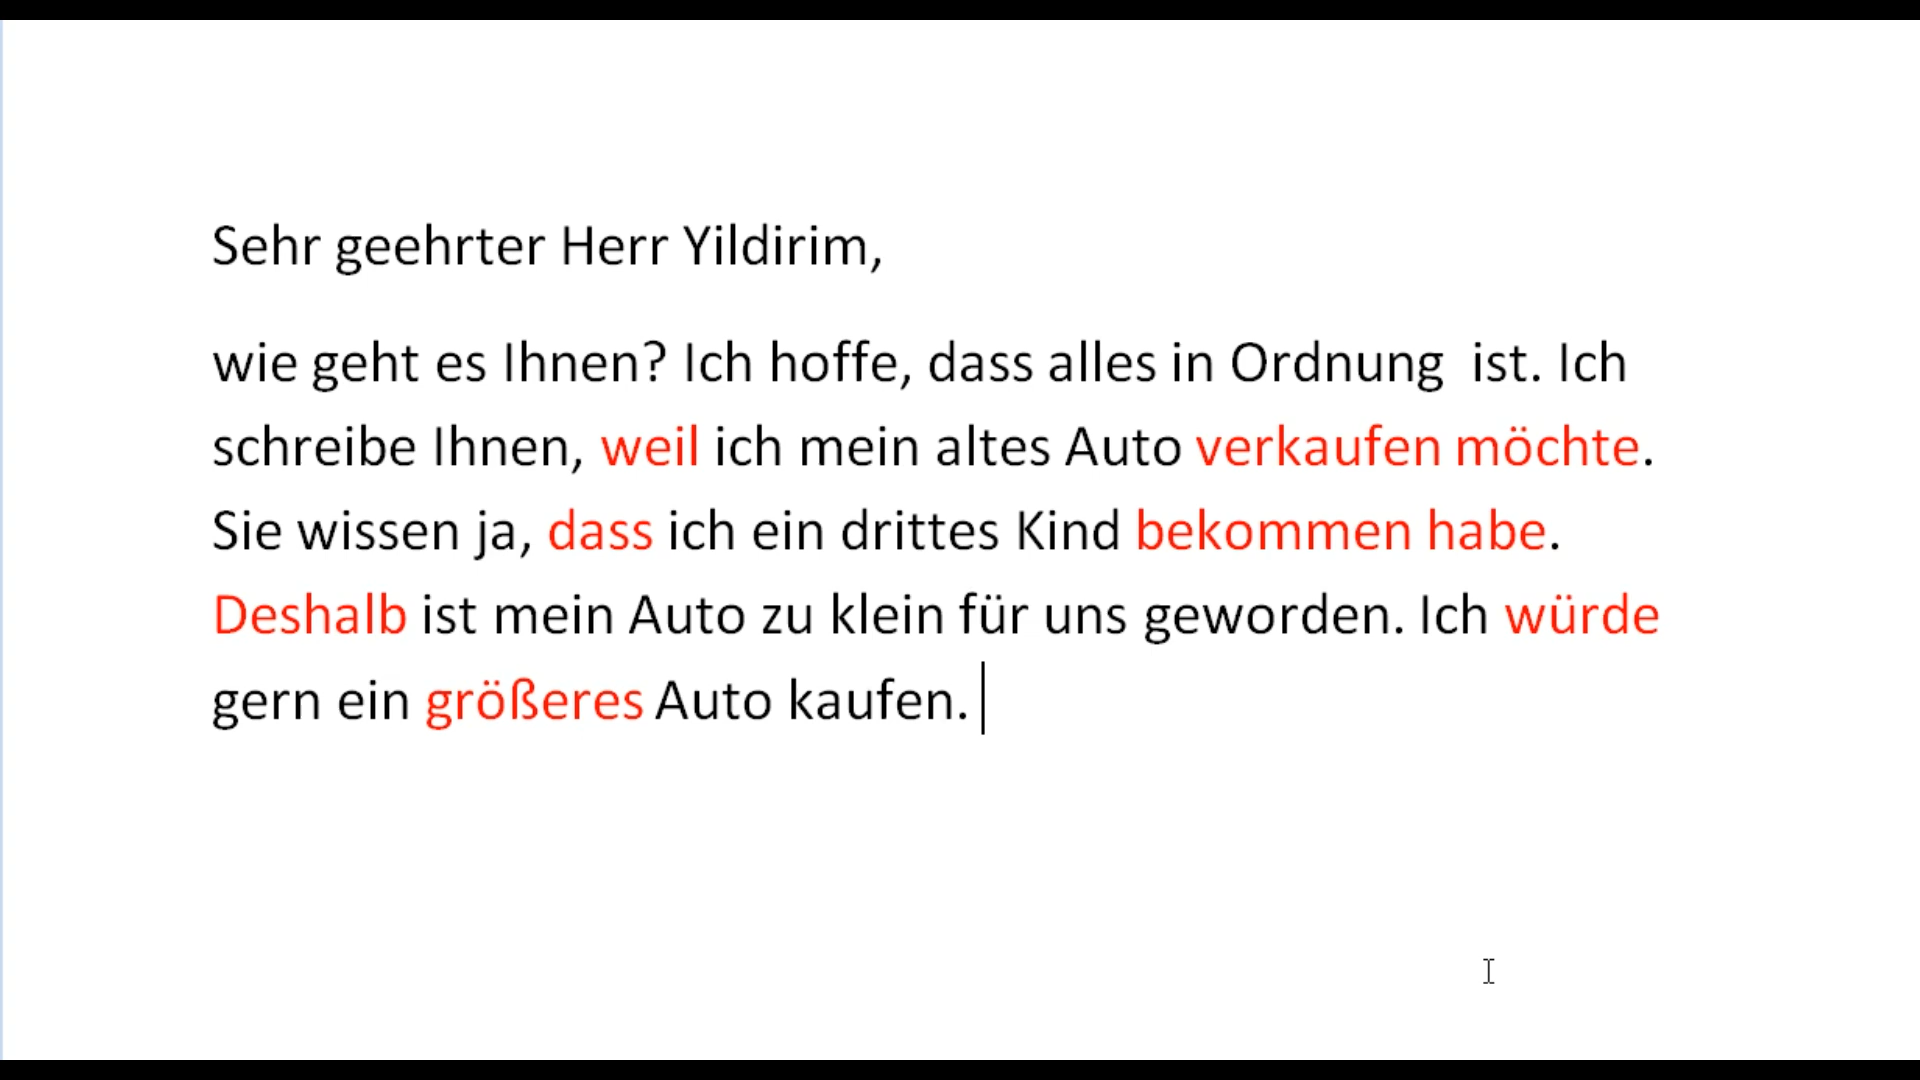 Sehr geehrter Herr Yildirim,
wie geht es Ihnen? Ich hoffe, dass alles in Ordnung  ist. Ich
schreibe Ihnen, weil ich mein altes Auto verkaufen möchte.
Sie wissen ja, dass ich ein drittes Kind bekommen habe.
Deshalb ist mein Auto zu klein für uns geworden. Ich würde
gern ein größeres Auto kaufen.